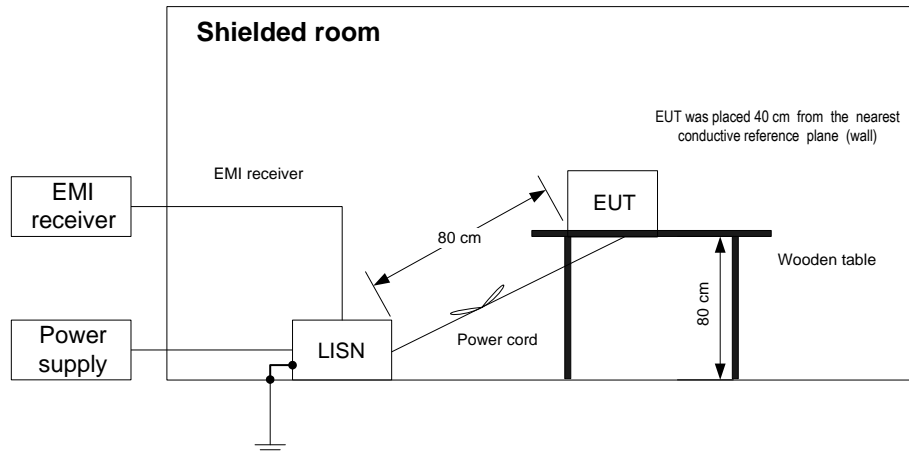 Shielded room
EUT was placed 40 cm from the nearest
conductive reference plane (wall)
EMI receiver
EMI
receiver
EUT
80 cm
Wooden table
80 cm
Power
supply
LISN
Power cord